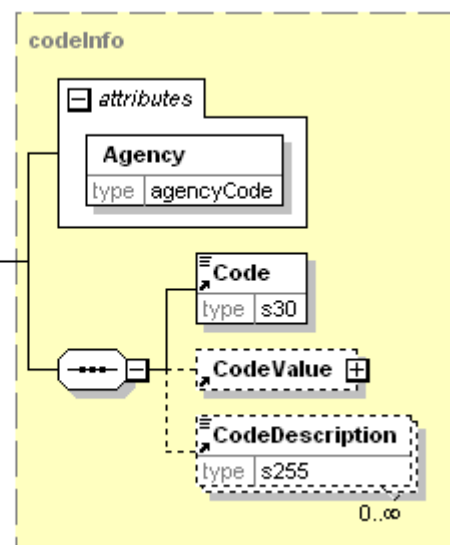 codeInfo
attributes
Agency
type agencyCode
Code
type s30
CodeValue
CodeDescription
type s255
0..∞